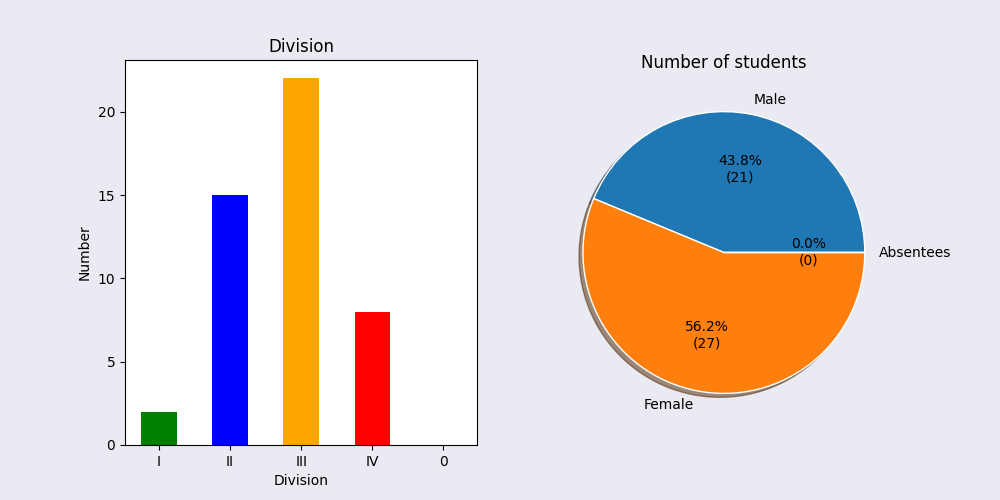 Division
Number
20
15
10
5
0
I II III IV 0
Division
Number of students
Male
43.8%
(21)
0.0%
(0)
Absentees
56.2%
(27)
Female